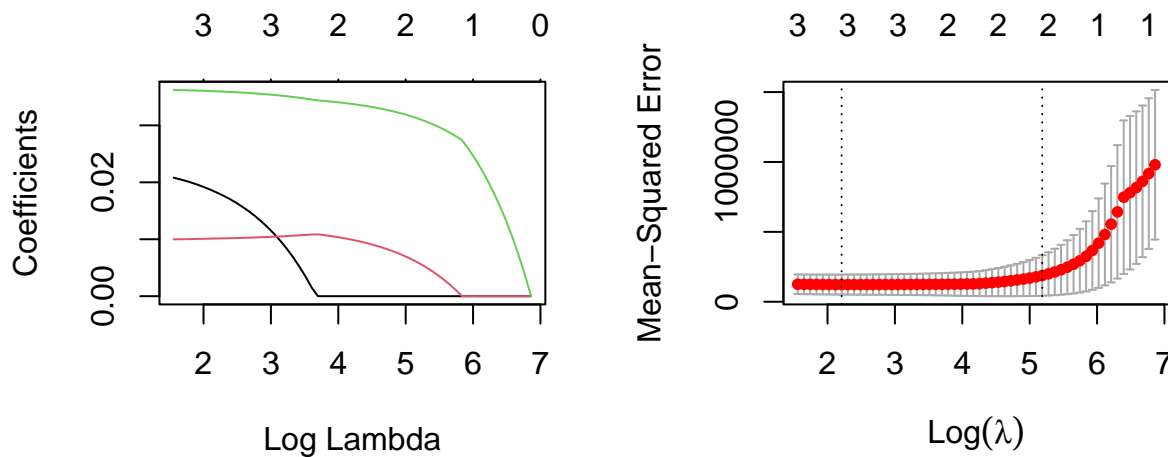 3 3 2 2 1 0
Coefficients
0.02
0.00
2 3 4 5 6 7
Log Lambda
3 3 3 2 2 2 1 1
Mean−Squared Error
1000000
0
2 3 4 5 6 7
Log(λ)